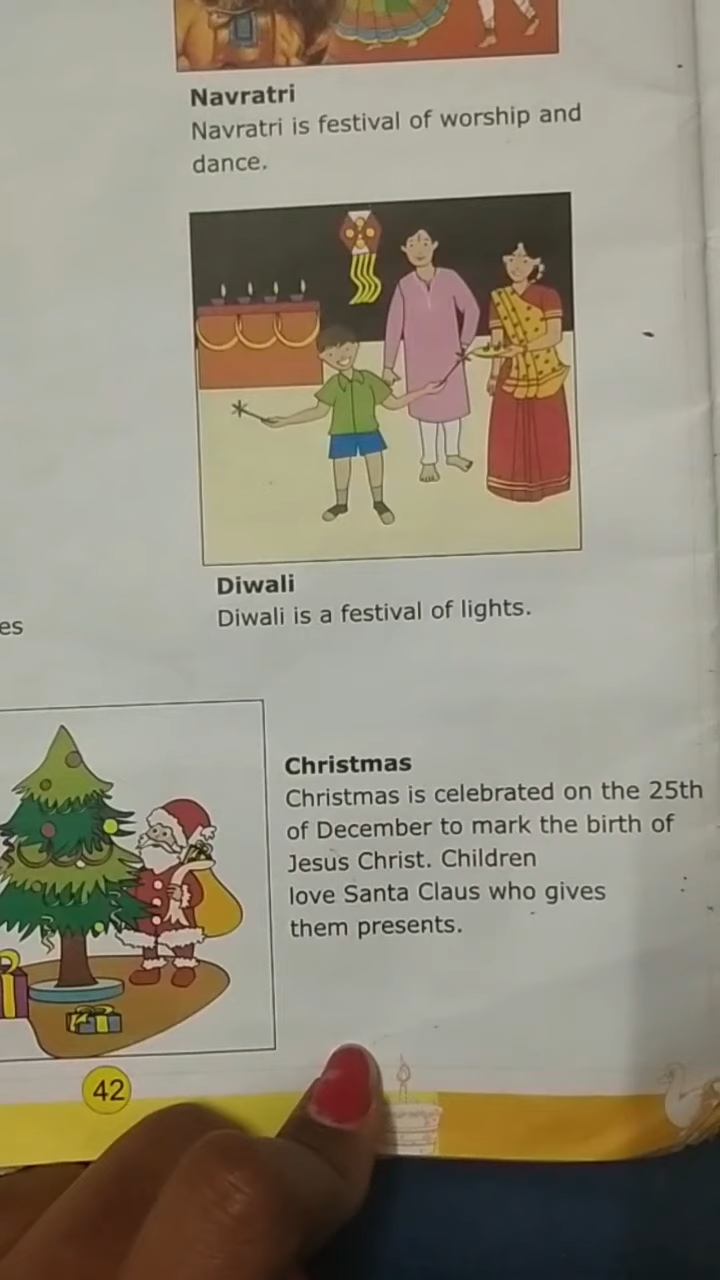 Navratri
Navratri is festival of worship and
dance.
Diwali
Diwali is a festival of lights.
es
Christmas
Christmas is celebrated on the 25th
of December to mark the birth of
Jesus Christ. Children
love Santa Claus who gives
them presents.
42